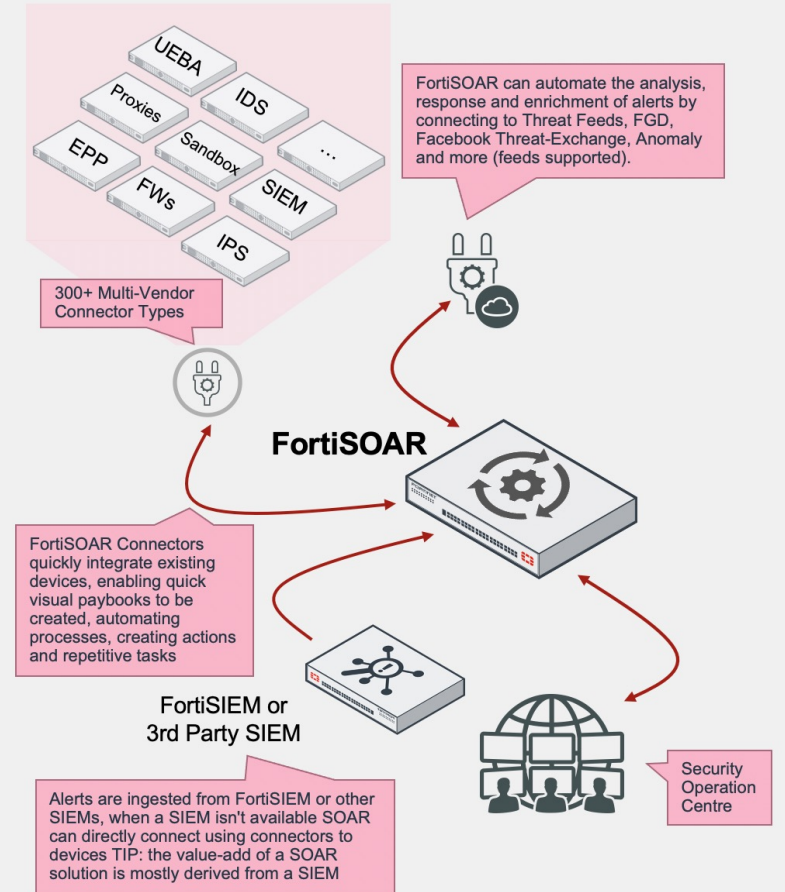 UEBA
IDS
...
Proxies
Sandbox
SIEM
EPP
FWs
IPS
300+ Multi-Vendor
Connector Types
FortiSOAR can automate the analysis,
response and enrichment of alerts by
connecting to Threat Feeds, FGD,
Facebook Threat-Exchange, Anomaly
and more (feeds supported).
FortiSOAR
FortiSOAR Connectors
quickly integrate existing
devices, enabling quick
visual paybooks to be
created, automating
processes, creating actions
and repetitive tasks
FortiSIEM or
3rd Party SIEM
Alerts are ingested from FortiSIEM or other
SIEMs, when a SIEM isn't available SOAR
can directly connect using connectors to
devices TIP: the value-add of a SOAR
solution is mostly derived from a SIEM
Security
Operation
Centre